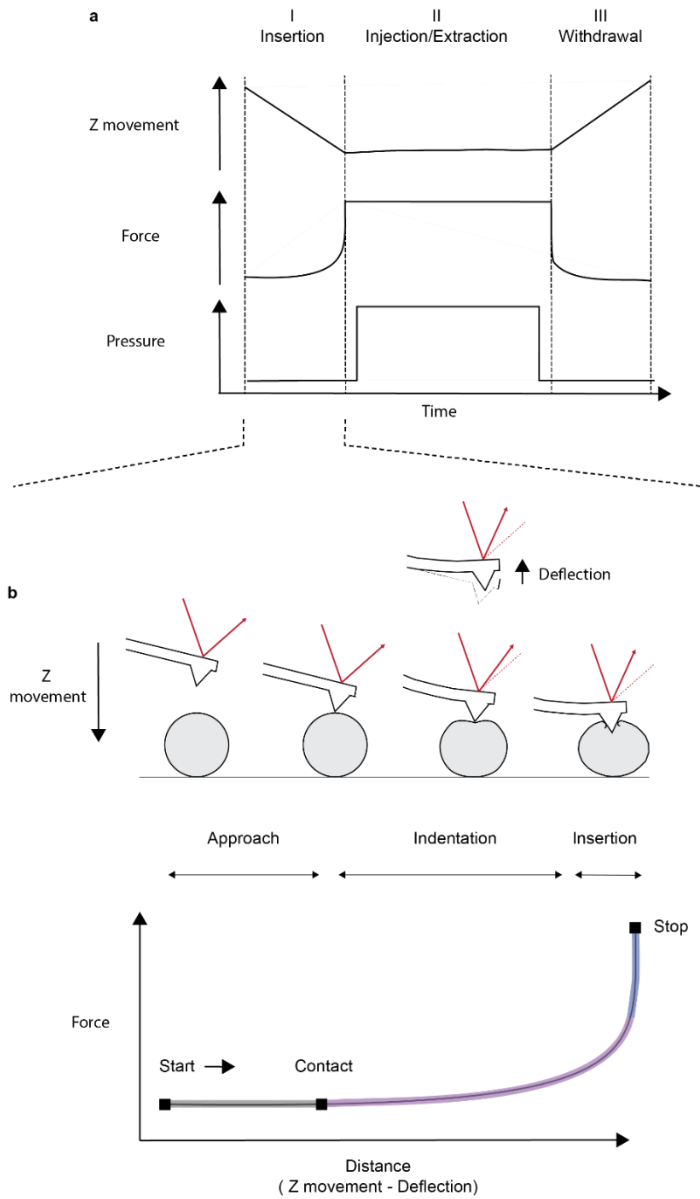 a
I
Insertion
II
Injection/Extraction
III
Withdrawal
Z movement
Force
Pressure
Time
Deflection
b
Z
movement
Approach
Indentation
Insertion
Stop
Force
Start
Contact
Distance
( Z movement - Deflection)